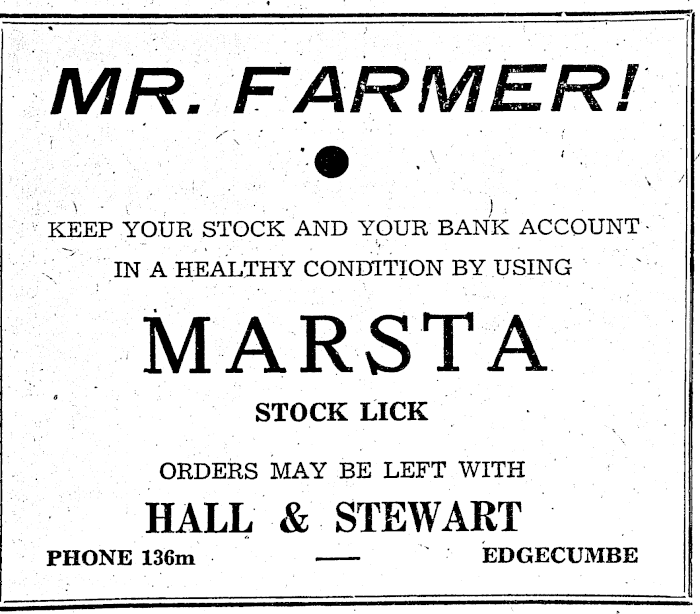 MR. FARMER!
KEEP YOUR STOCK AND YOUR BANK ACCOUNT
IN A HEALTHY CONDITION BY USING
MARSTA
STOCK LICK
ORDERS MAY BE LEFT WITH
HALL & STEWART
PHONE 136m — EDGECUMBE